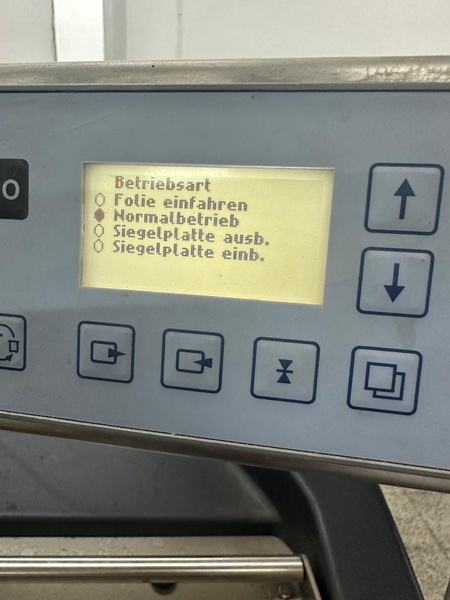 Betriebsart
Folie einfahren
Normalbetrieb
Siegelplatte ausb.
Siegelplatte einb.
O